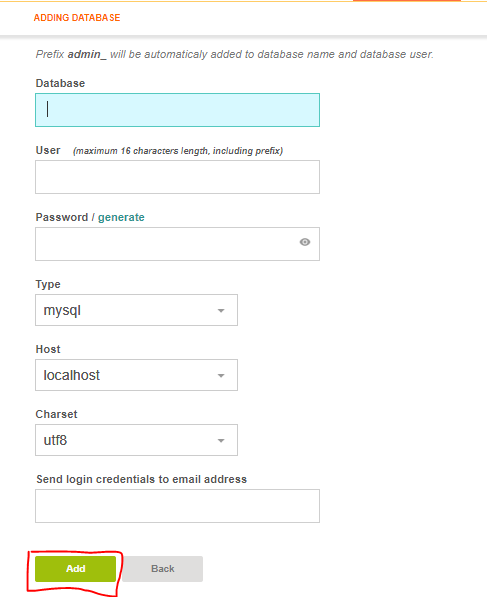 ADDING DATABASE
Prefix admin_ will be automaticaly added to database name and database user.
Database
User (maximum 16 characters length, including prefix)
Password / generate
Type
mysql
Host
localhost
Charset
utf8
Send login credentials to email address
Add Back